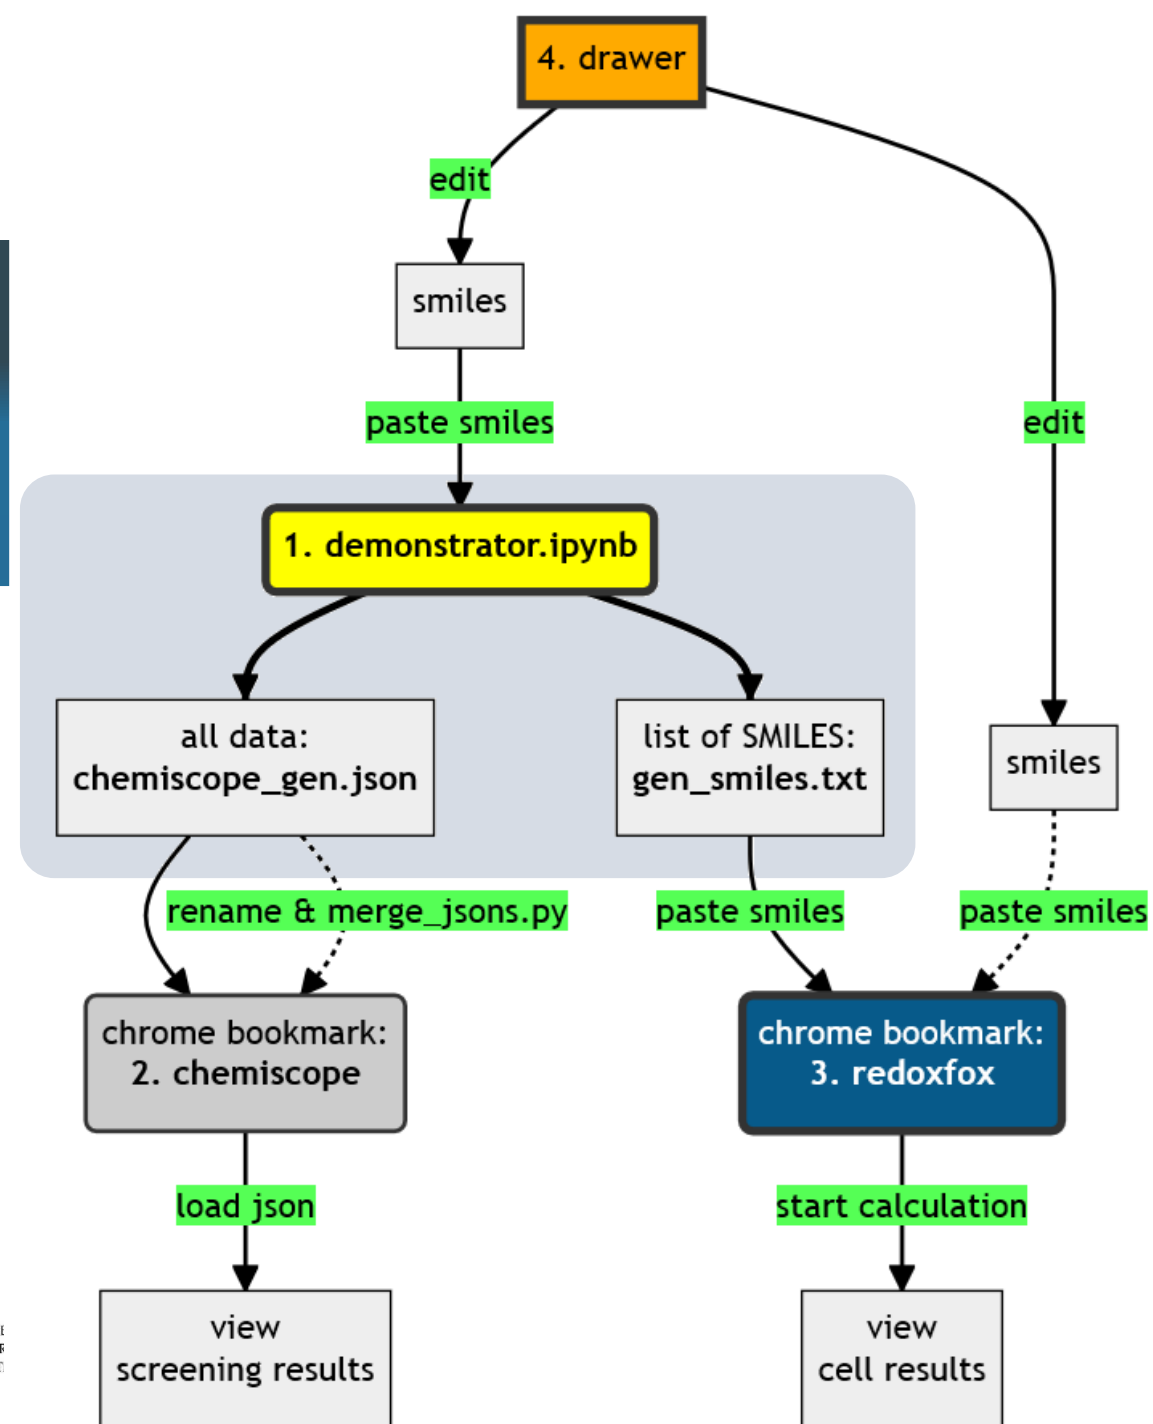 4. drawer
edit
smiles
paste smiles
edit
1. demonstrator.ipynb
all data:
chemiscope_gen.json
list of SMILES:
gen_smiles.txt
smiles
rename & merge_jsons.py
paste smiles
paste smiles
chrome bookmark:
2. chemiscope
chrome bookmark:
3. redoxfox
load json
start calculation
view
screening results
view
cell results